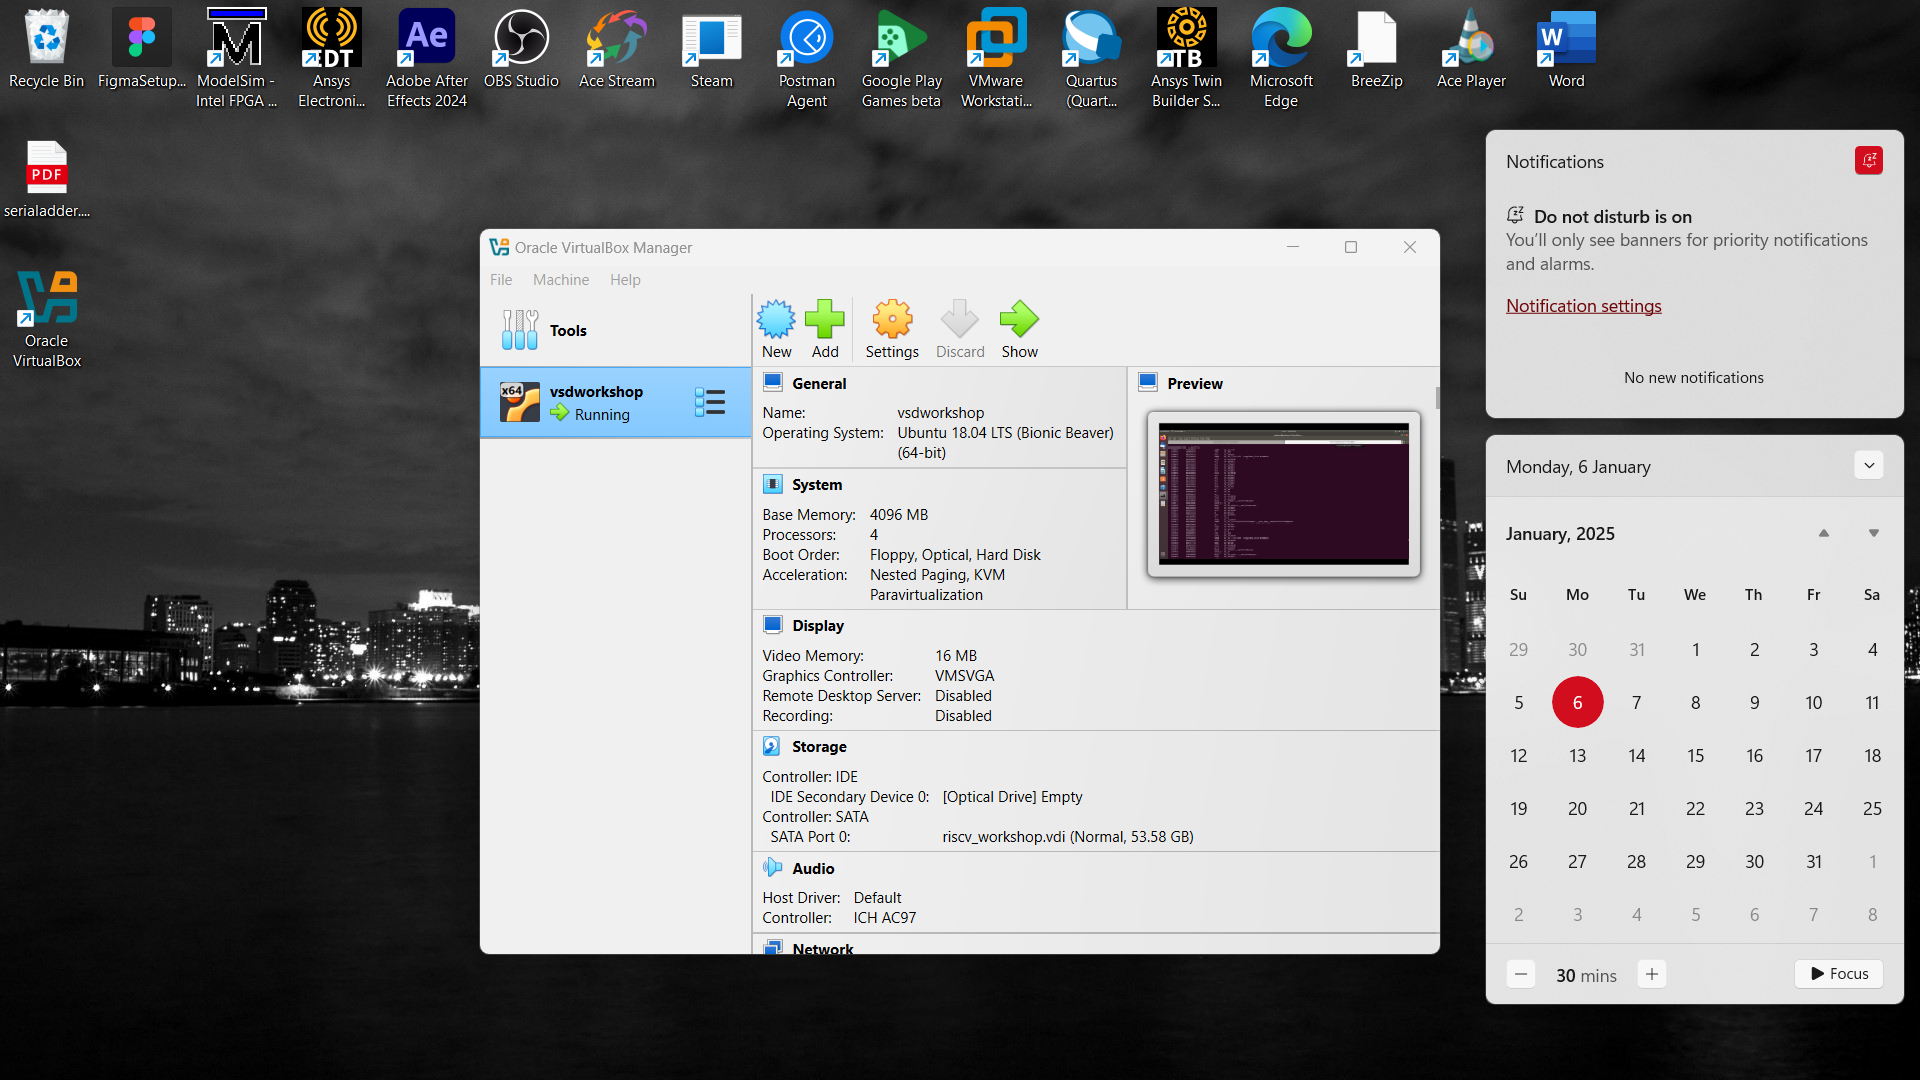 Recycle Bin
FigmaSetup...
ModelSim -
Intel FPGA ...
EDT
Ansys
Electroni...
Ae
Adobe After
Effects 2024
OBS Studio
Ace Stream
Steam
Postman
Agent
Google Play
Games beta
VMware
Workstati...
Quartus
(Quart...
TB
Ansys Twin
Builder S...
Microsoft
Edge
BreeZip
Ace Player
W
Word
PDF
serialadder....
Oracle
VirtualBox
Oracle VirtualBox Manager
File Machine Help
Tools
x64
vsdworkshop
Running
New Add Settings Discard Show
General
Name: vsdworkshop
Operating System: Ubuntu 18.04 LTS (Bionic Beaver)
(64-bit)
System
Base Memory: 4096 MB
Processors: 4
Boot Order: Floppy, Optical, Hard Disk
Acceleration: Nested Paging, KVM
Paravirtualization
Preview
Display
Video Memory: 16 MB
Graphics Controller: VMSVGA
Remote Desktop Server: Disabled
Recording: Disabled
Storage
Controller: IDE
IDE Secondary Device 0: [Optical Drive] Empty
Controller: SATA
SATA Port 0: riscv_workshop.vdi (Normal, 53.58 GB)
Audio
Host Driver: Default
Controller: ICH AC97
Network
Notifications
Do not disturb is on
You'll only see banners for priority notifications
and alarms.
Notification settings
No new notifications
Monday, 6 January
January, 2025
Su Mo Tu We Th Fr Sa
29 30 31 1 2 3 4
5 6 7 8 9 10 11
12 13 14 15 16 17 18
19 20 21 22 23 24 25
26 27 28 29 30 31 1
2 3 4 5 6 7 8
30 mins
Focus